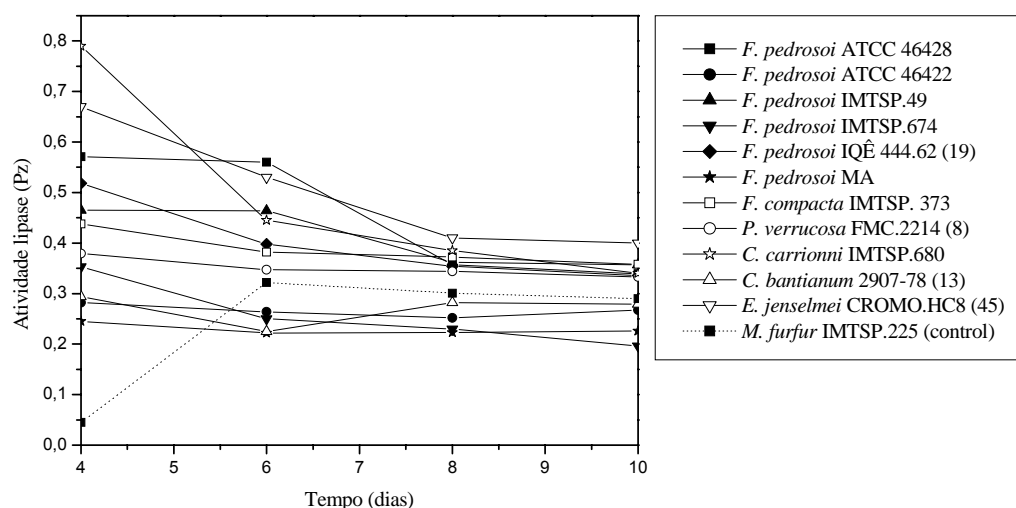 0,8
0,7
0,6
0,5
0,4
0,3
0,2
0,1
0,0
Atividade lipase (Pz)
4
5
6
7
8
9
10
Tempo (dias)
F. pedrosoi ATCC 46428
F. pedrosoi ATCC 46422
F. pedrosoi IMTSP.49
F. pedrosoi IMTSP.674
F. pedrosoi IQÊ 444.62 (19)
F. pedrosoi MA
F. compacta IMTSP. 373
P. verrucosa FMC.2214 (8)
C. carrionni IMTSP.680
C. bantianum 2907-78 (13)
E. jenselmei CROMO.HC8 (45)
M. furfur IMTSP.225 (control)